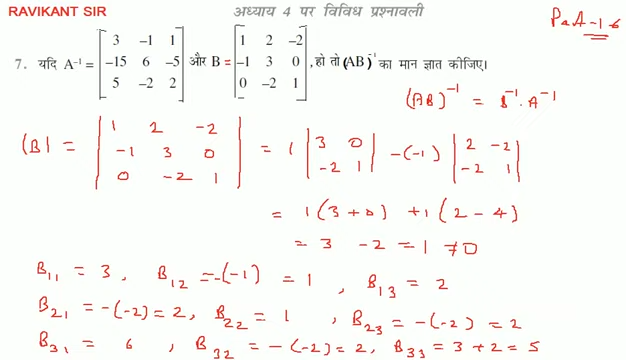 RAVIKANT SIR अध्याय 4 पर विविध प्रश्नावली
Part-16
7. यदि A⁻¹ = [3 -1 1; -15 6 -5; 5 -2 2] और B = [1 2 -2; -1 3 0; 0 -2 1], हो तो (AB)⁻¹ का मान ज्ञात कीजिए।
(AB)⁻¹ = B⁻¹ · A⁻¹
|B| = |1 2 -2; -1 3 0; 0 -2 1| = 1 |3 0; -2 1| -(-1) |2 -2; -2 1|
= 1(3+0) +1(2-4)
= 3 -2 = 1 ≠0
B₁₁ = 3, B₁₂ = -(-1) = 1, B₁₃ = 2
B₂₁ = -(-2) = 2, B₂₂ = 1, B₂₃ = -(-2) = 2
B₃₁ = 6, B₃₂ = -(-2) = 2, B₃₃ = 3+2 = 5